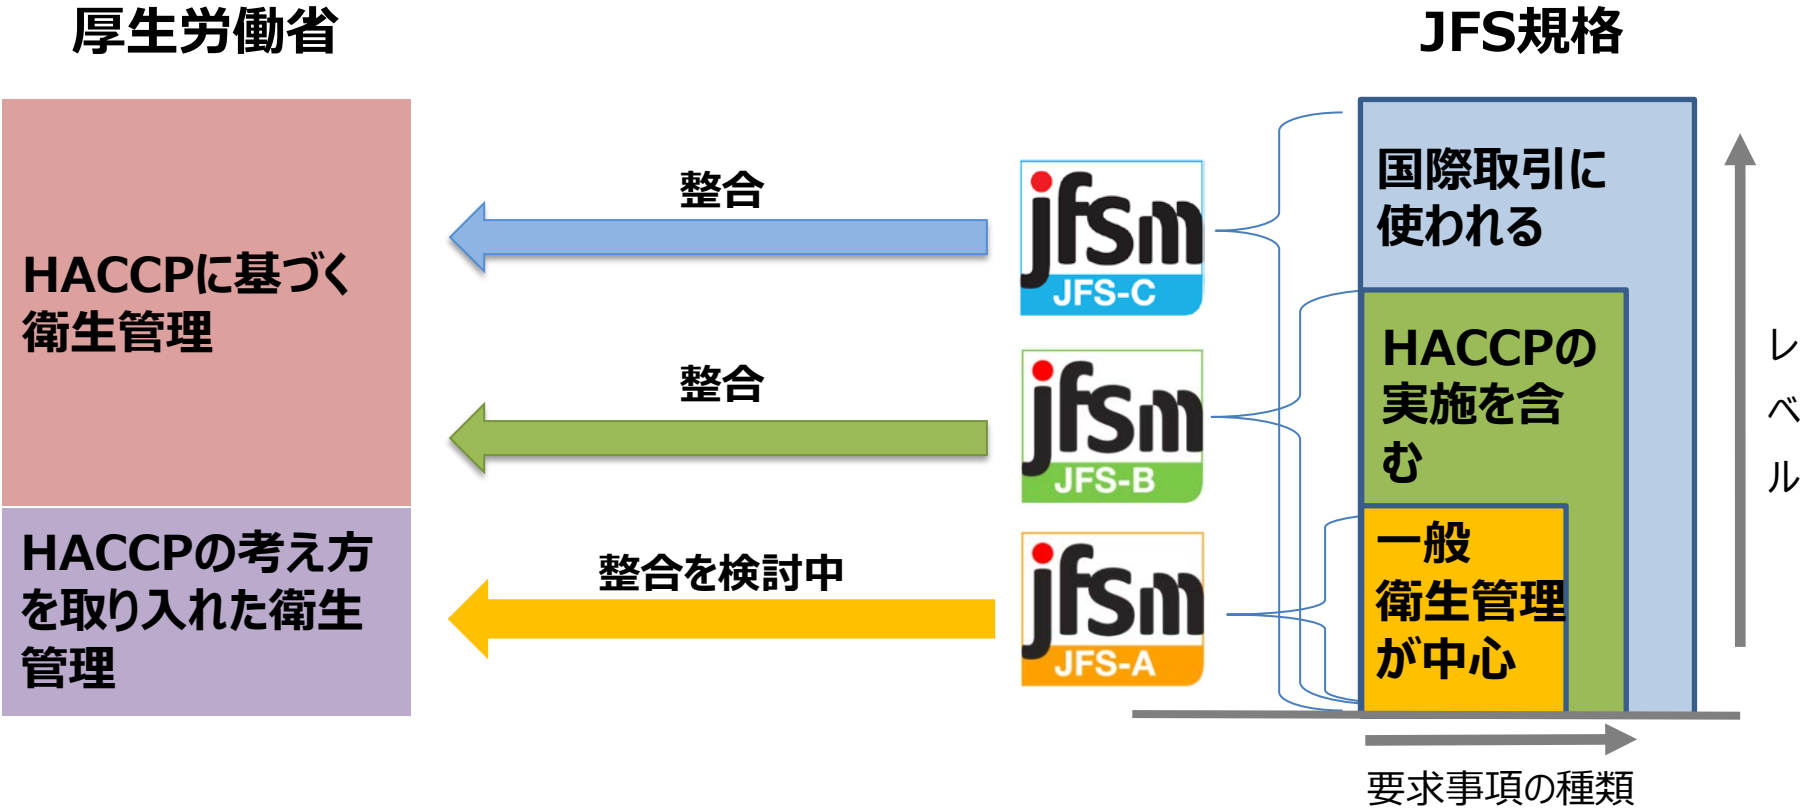 厚生労働省
JFS規格
HACCPに基づく
衛生管理
HACCPの考え方
を取り入れた衛生
管理
整合
整合
整合を検討中
jfsm
JFS-C
jfsm
JFS-B
jfsm
JFS-A
国際取引に
使われる
HACCPの
実施を含
む
一般
衛生管理
が中心
レベル
要求事項の種類